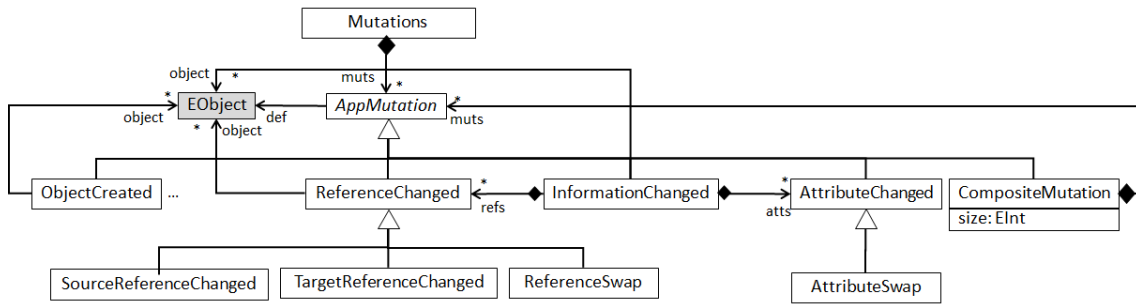 Mutations
object
*
muts
*
*
object
EObject
def
AppMutation
*
muts
*
object
ObjectCreated
...
ReferenceChanged
*
refs
InformationChanged
*
atts
AttributeChanged
CompositeMutation
size: EInt
SourceReferenceChanged
TargetReferenceChanged
ReferenceSwap
AttributeSwap